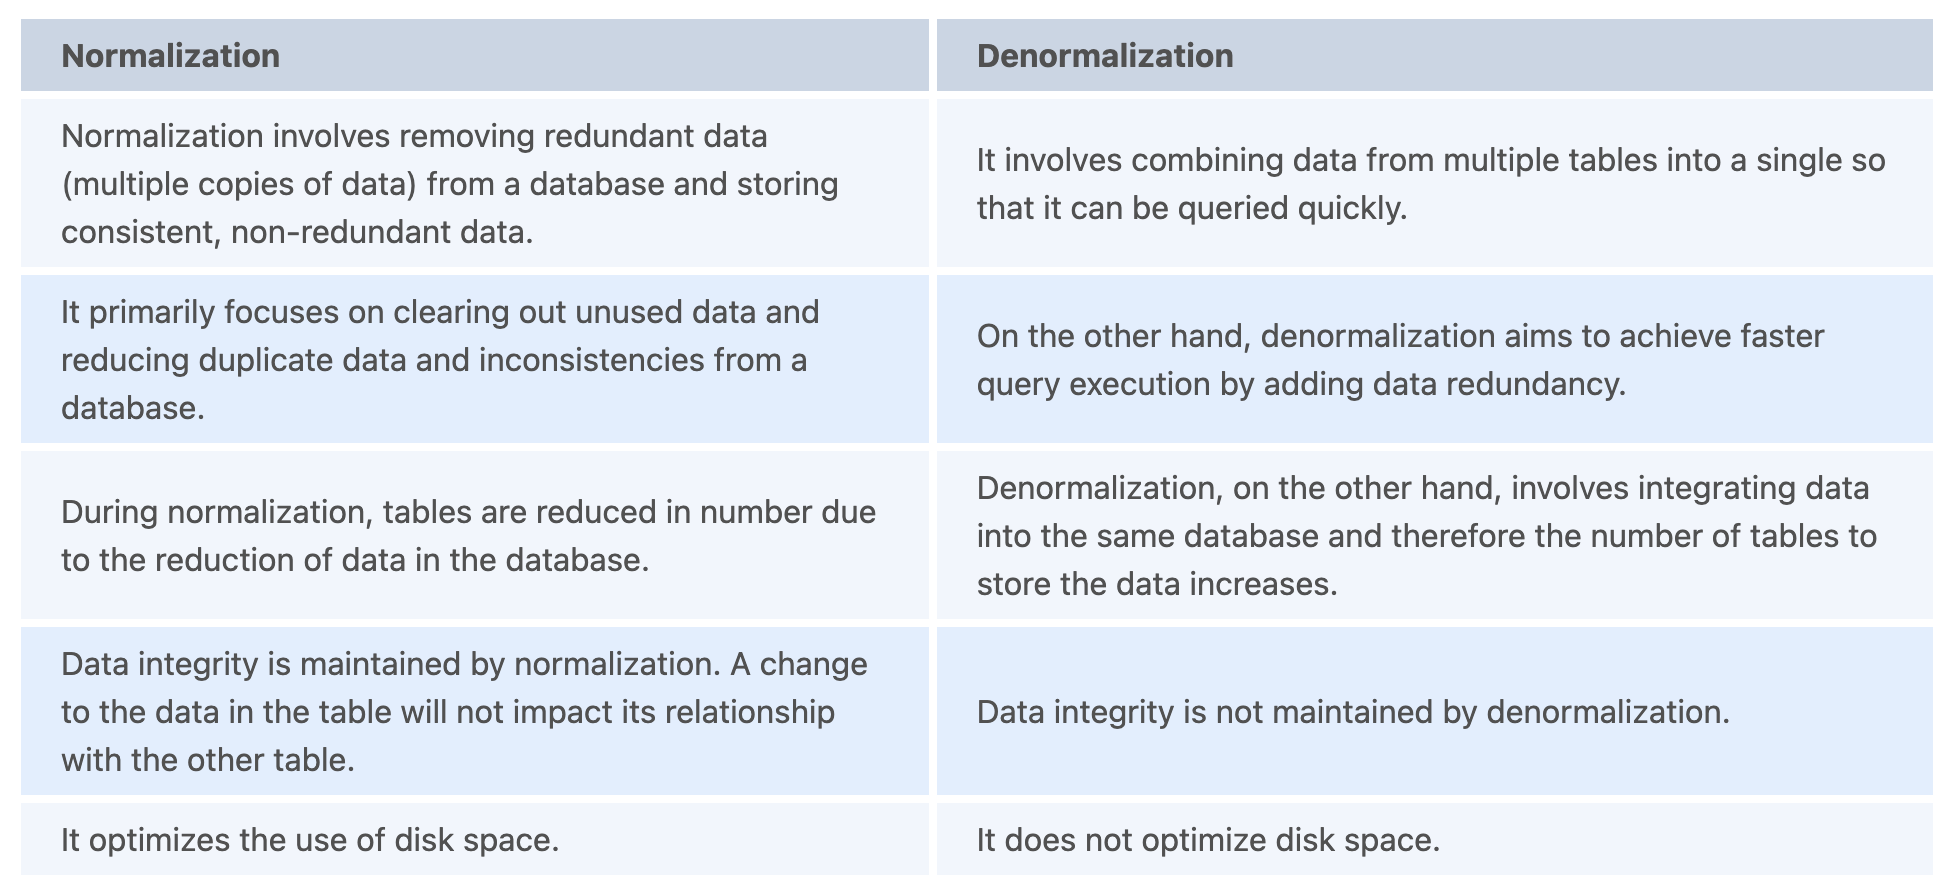 Normalization
Denormalization
Normalization involves removing redundant data
(multiple copies of data) from a database and storing
consistent, non-redundant data.
It involves combining data from multiple tables into a single so
that it can be queried quickly.
It primarily focuses on clearing out unused data and
reducing duplicate data and inconsistencies from a
database.
On the other hand, denormalization aims to achieve faster
query execution by adding data redundancy.
During normalization, tables are reduced in number due
to the reduction of data in the database.
Denormalization, on the other hand, involves integrating data
into the same database and therefore the number of tables to
store the data increases.
Data integrity is maintained by normalization. A change
to the data in the table will not impact its relationship
with the other table.
Data integrity is not maintained by denormalization.
It optimizes the use of disk space.
It does not optimize disk space.